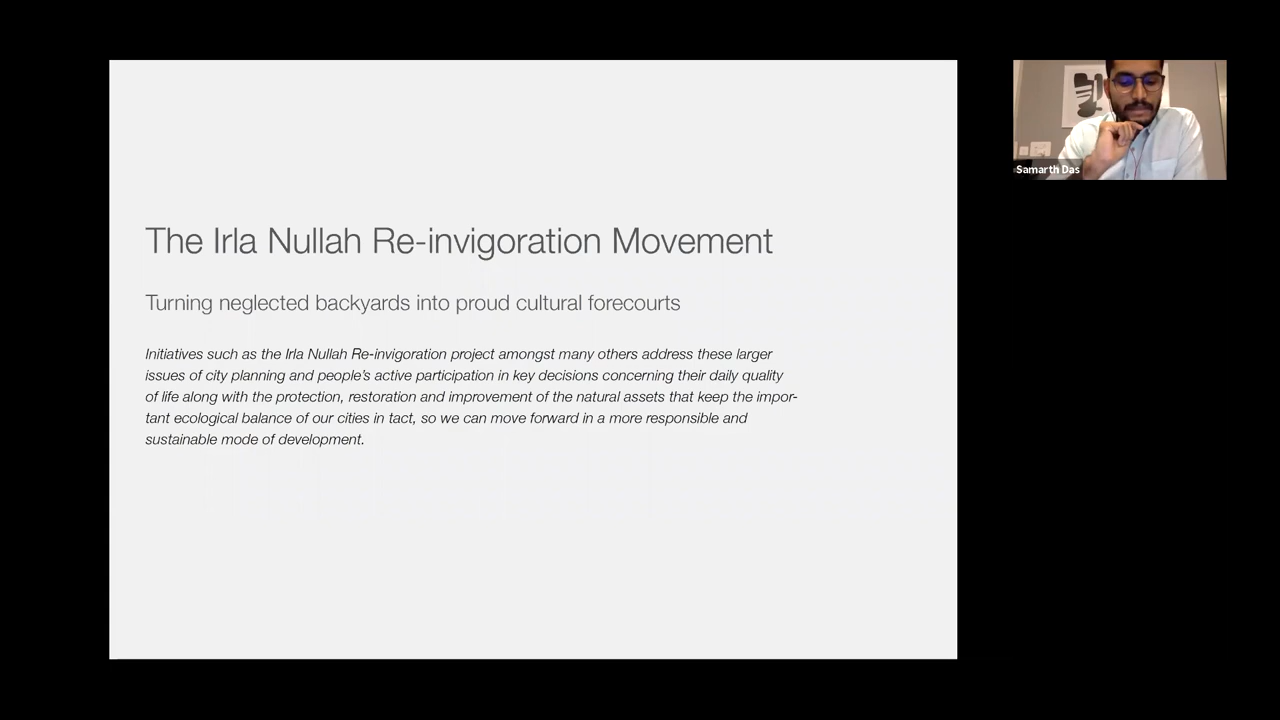 The Irla Nullah Re-invigoration Movement
Turning neglected backyards into proud cultural forecourts
Initiatives such as the Irla Nullah Re-invigoration project amongst many others address these larger
issues of city planning and people's active participation in key decisions concerning their daily quality
of life along with the protection, restoration and improvement of the natural assets that keep the impor-
tant ecological balance of our cities in tact, so we can move forward in a more responsible and
sustainable mode of development.
Samarth Das